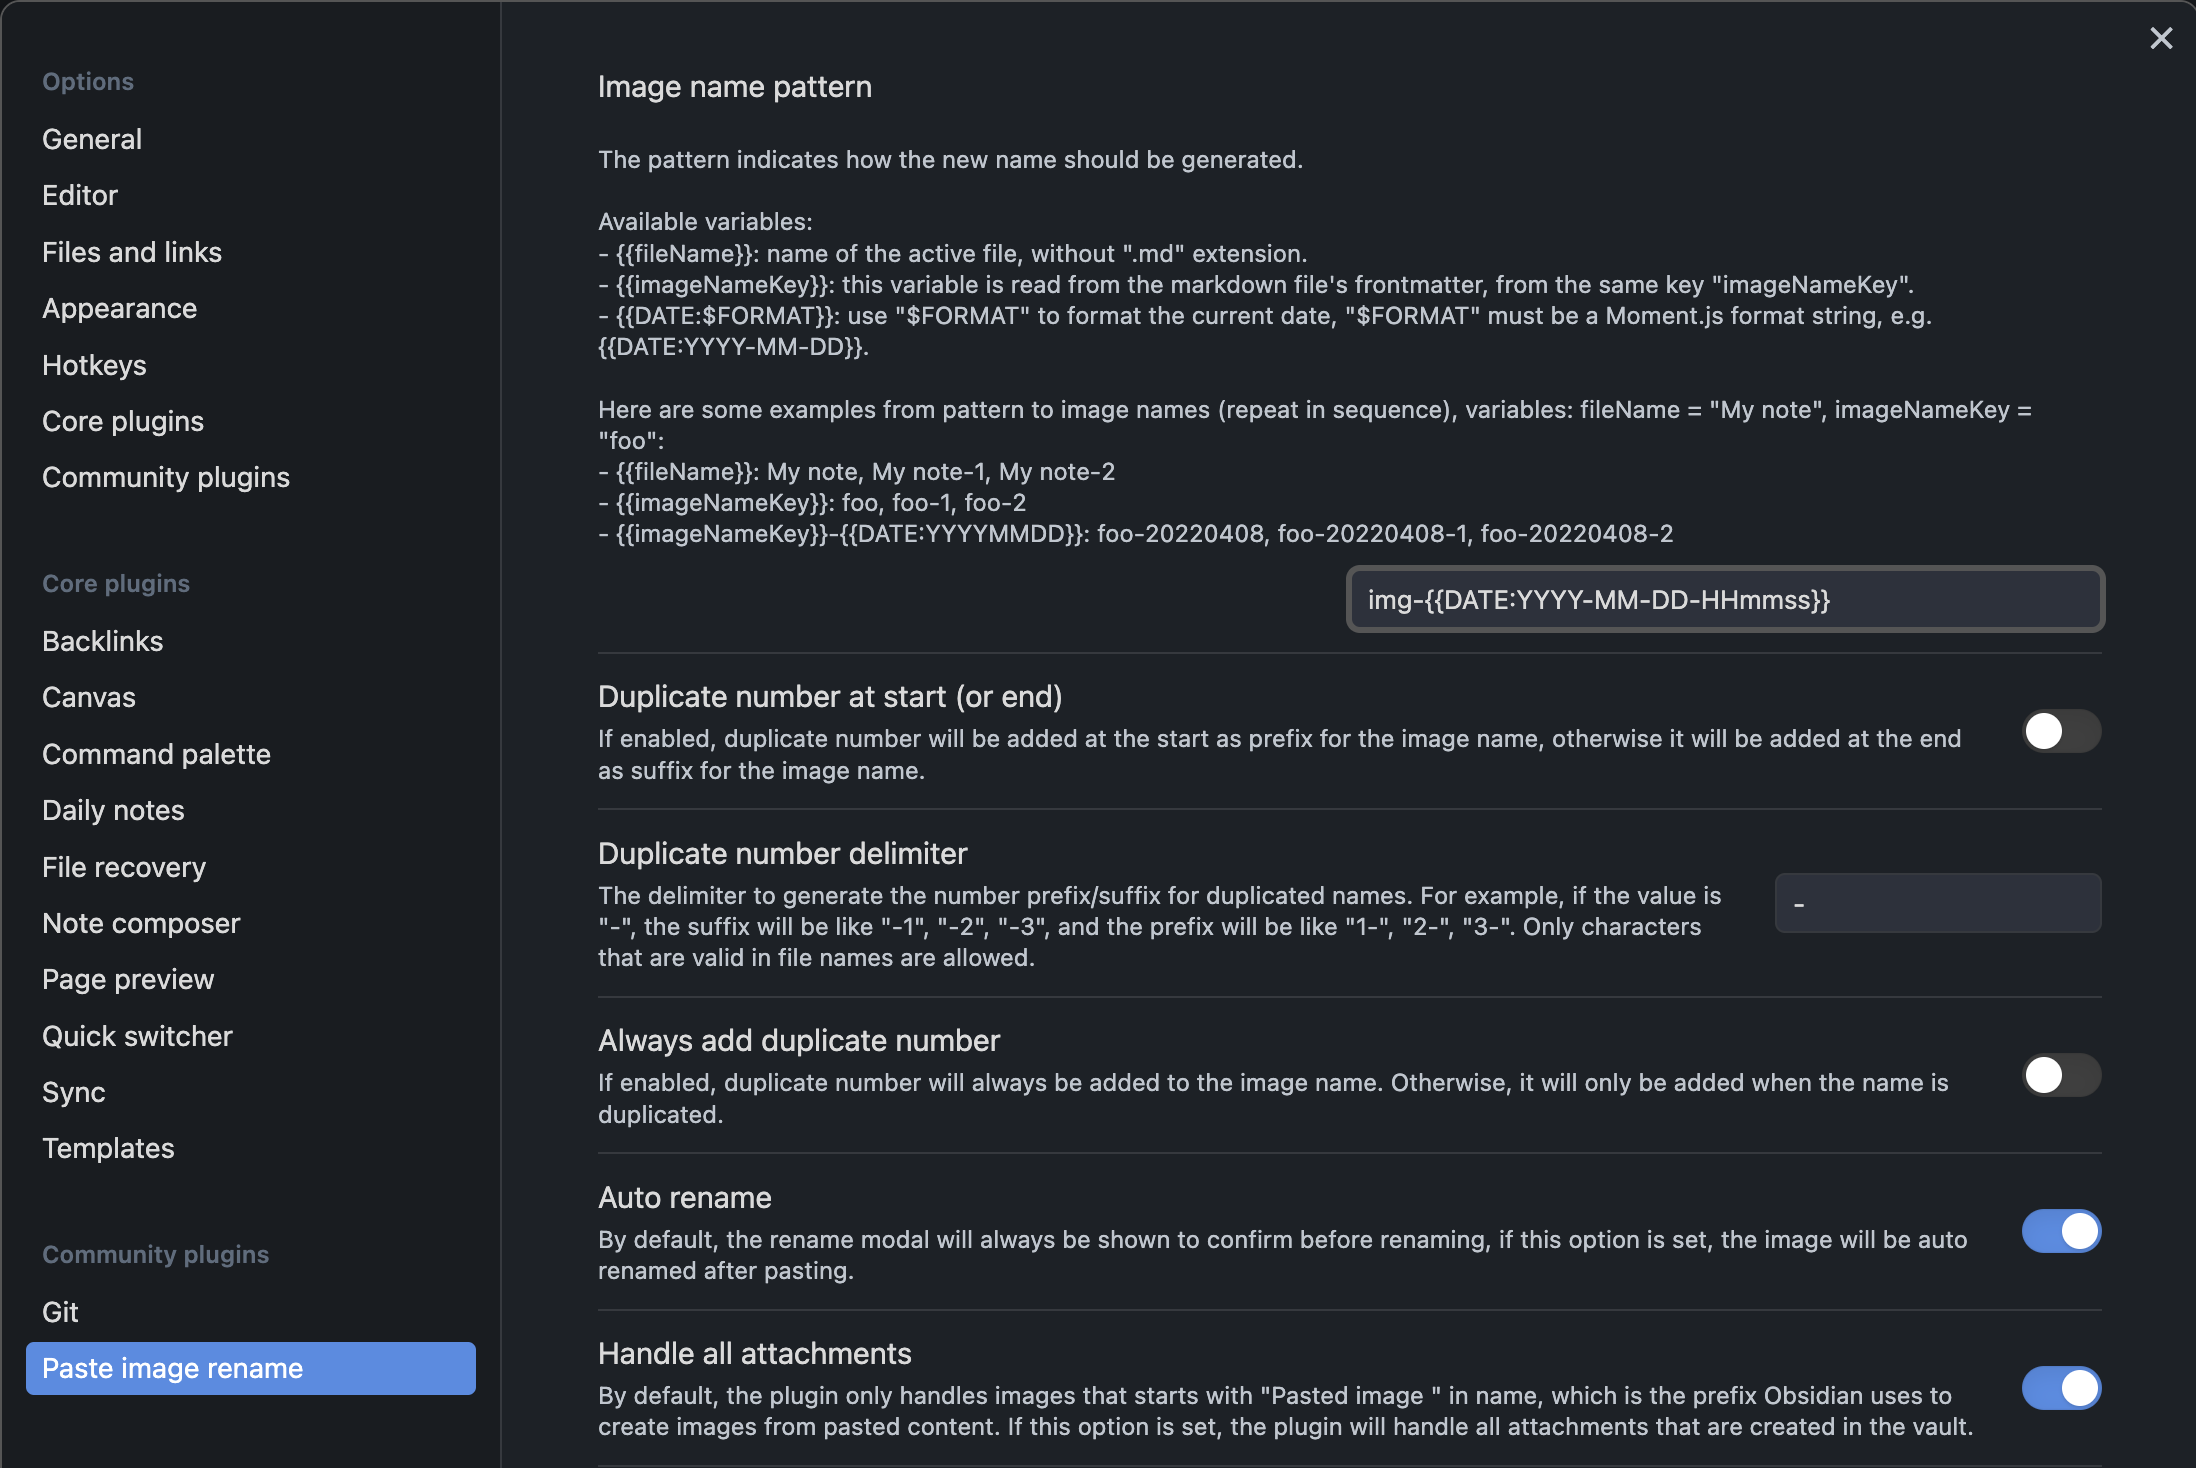 Options
General
Editor
Files and links
Appearance
Hotkeys
Core plugins
Community plugins
Core plugins
Backlinks
Canvas
Command palette
Daily notes
File recovery
Note composer
Page preview
Quick switcher
Sync
Templates
Community plugins
Git
Paste image rename
Image name pattern
The pattern indicates how the new name should be generated.
Available variables:
- {{fileName}}: name of the active file, without ".md" extension.
- {{imageNameKey}}: this variable is read from the markdown file's frontmatter, from the same key "imageNameKey".
- {{DATE:$FORMAT}}: use "$FORMAT" to format the current date, "$FORMAT" must be a Moment.js format string, e.g.
{{DATE:YYYY-MM-DD}}.
Here are some examples from pattern to image names (repeat in sequence), variables: fileName = "My note", imageNameKey =
"foo":
- {{fileName}}: My note, My note-1, My note-2
- {{imageNameKey}}: foo, foo-1, foo-2
- {{imageNameKey}}-{{DATE:YYYYMMDD}}: foo-20220408, foo-20220408-1, foo-20220408-2
img-{{DATE:YYYY-MM-DD-HHmmss}}
Duplicate number at start (or end)
If enabled, duplicate number will be added at the start as prefix for the image name, otherwise it will be added at the end
as suffix for the image name.
Duplicate number delimiter
The delimiter to generate the number prefix/suffix for duplicated names. For example, if the value is
"-", the suffix will be like "-1", "-2", "-3", and the prefix will be like "1-", "2-", "3-". Only characters
that are valid in file names are allowed.
-
Always add duplicate number
If enabled, duplicate number will always be added to the image name. Otherwise, it will only be added when the name is
duplicated.
Auto rename
By default, the rename modal will always be shown to confirm before renaming, if this option is set, the image will be auto
renamed after pasting.
Handle all attachments
By default, the plugin only handles images that starts with "Pasted image " in name, which is the prefix Obsidian uses to
create images from pasted content. If this option is set, the plugin will handle all attachments that are created in the vault.